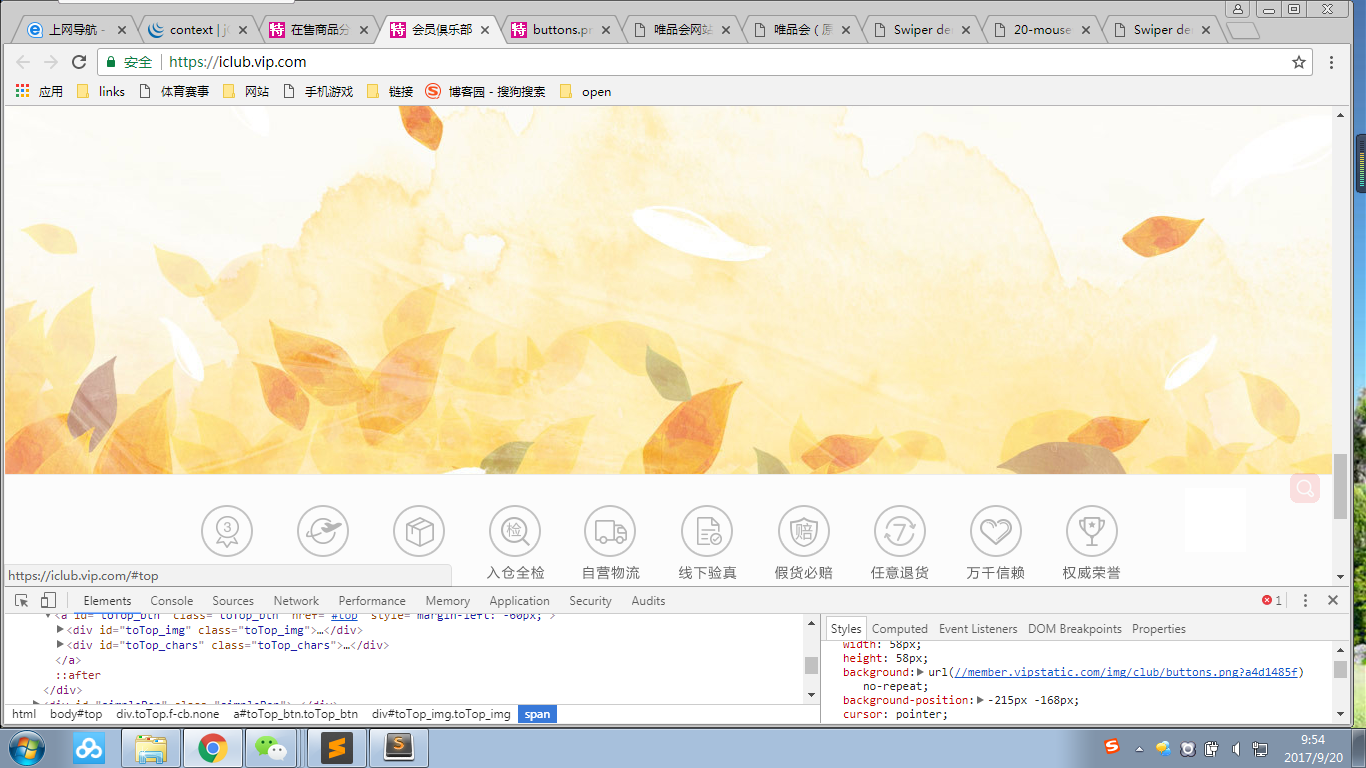 上网导航 -
context | j
在售商品分
会员俱乐部
buttons.pr
唯品会网站
唯品会（原
Swiper de
20-mouse
Swiper de
安全
https://iclub.vip.com
应用
links
体育赛事
网站
手机游戏
链接
博客园 - 搜狗搜索
open
3
检
赔
7
入仓全检
自营物流
线下验真
假货必赔
任意退货
万千信赖
权威荣誉
https://iclub.vip.com/#top
Elements
Console
Sources
Network
Performance
Memory
Application
Security
Audits
1
<a id="toTop_btn" class="toTop_btn" href="#top" style="margin-left: -60px;">
<div id="toTop_img" class="toTop_img">…</div>
<div id="toTop_chars" class="toTop_chars">…</div>
</a>
::after
</div>
Styles
Computed
Event Listeners
DOM Breakpoints
Properties
width: 58px;
height: 58px;
background: url(//member.vipstatic.com/img/club/buttons.png?a4d1485f)
no-repeat;
background-position: -215px -168px;
cursor: pointer;
html
body#top
div.toTop.f-cb.none
a#toTop_btn.toTop_btn
div#toTop_img.toTop_img
span
9:54
2017/9/20